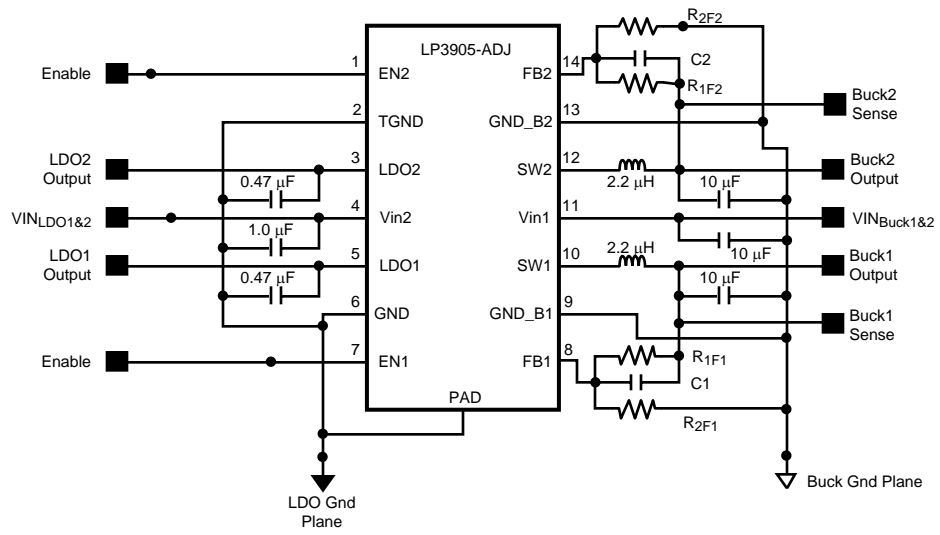 R2F2
LP3905-ADJ
Enable
1
EN2
FB2
14
C2
R1F2
Buck2
Sense
2
TGND
GND_B2
13
LDO2
Output
3
LDO2
SW2
12
2.2 μH
Buck2
Output
0.47 μF
10 μF
VINLDO1&2
4
Vin2
Vin1
11
VINBuck1&2
1.0 μF
2.2 μH
10 μF
LDO1
Output
5
LDO1
SW1
10
Buck1
Output
0.47 μF
10 μF
6
GND
GND_B1
9
Buck1
Sense
Enable
7
EN1
FB1
8
R1F1
C1
PAD
R2F1
LDO Gnd
Plane
Buck Gnd Plane